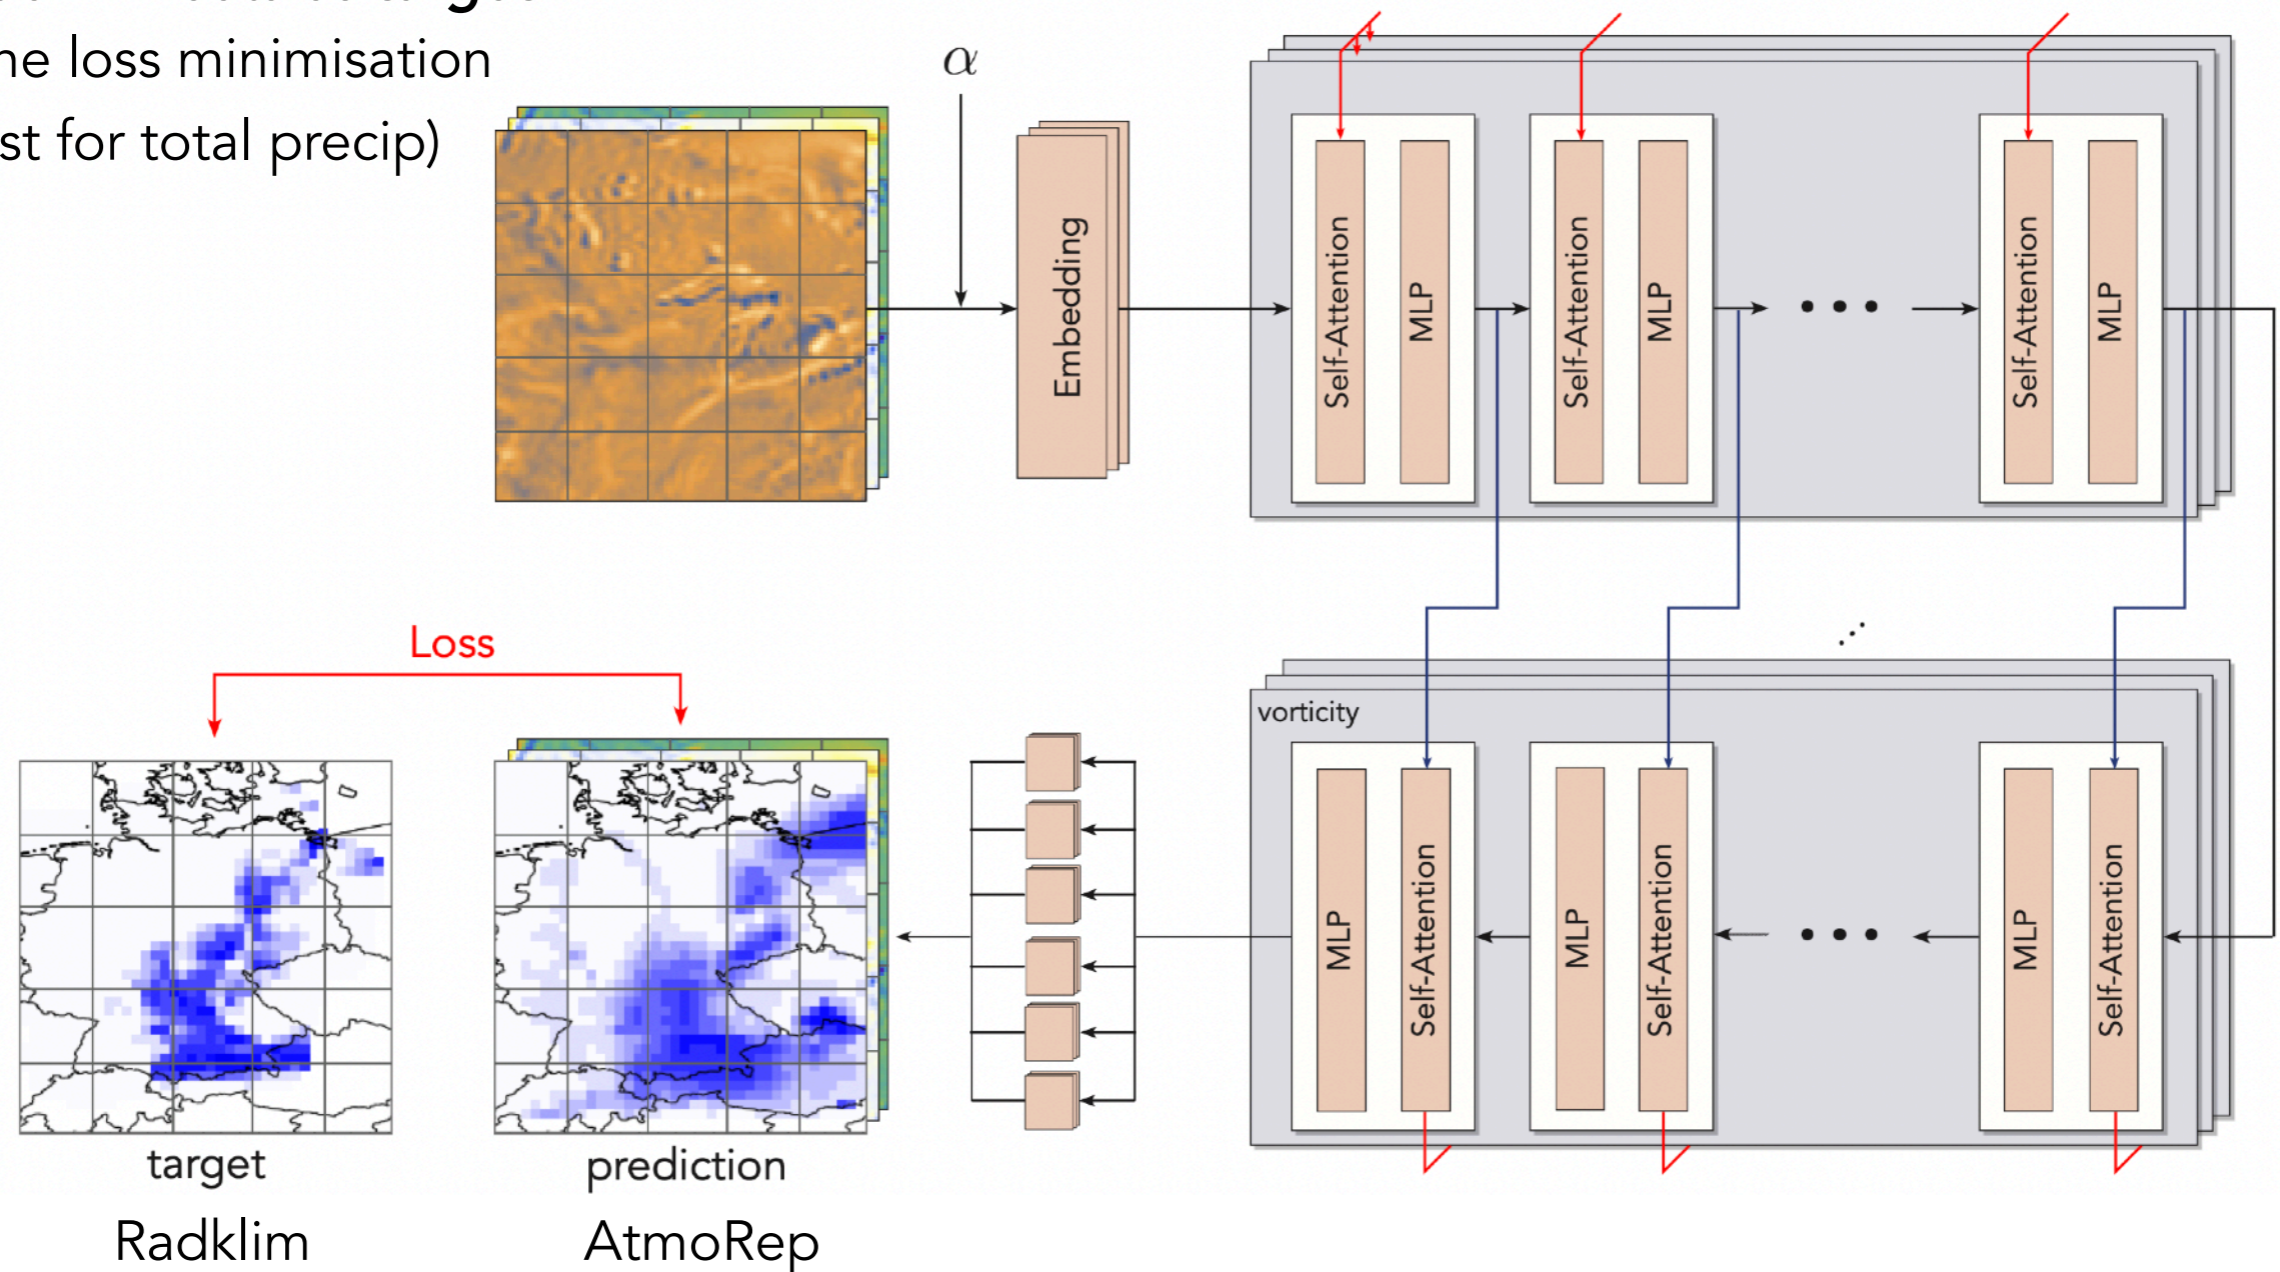 ne loss minimisation
st for total precip)
α
Embedding
Self-Attention
MLP
Self-Attention
MLP
Self-Attention
MLP
Loss
vorticity
MLP
Self-Attention
MLP
Self-Attention
MLP
Self-Attention
target
prediction
Radklim
AtmoRep